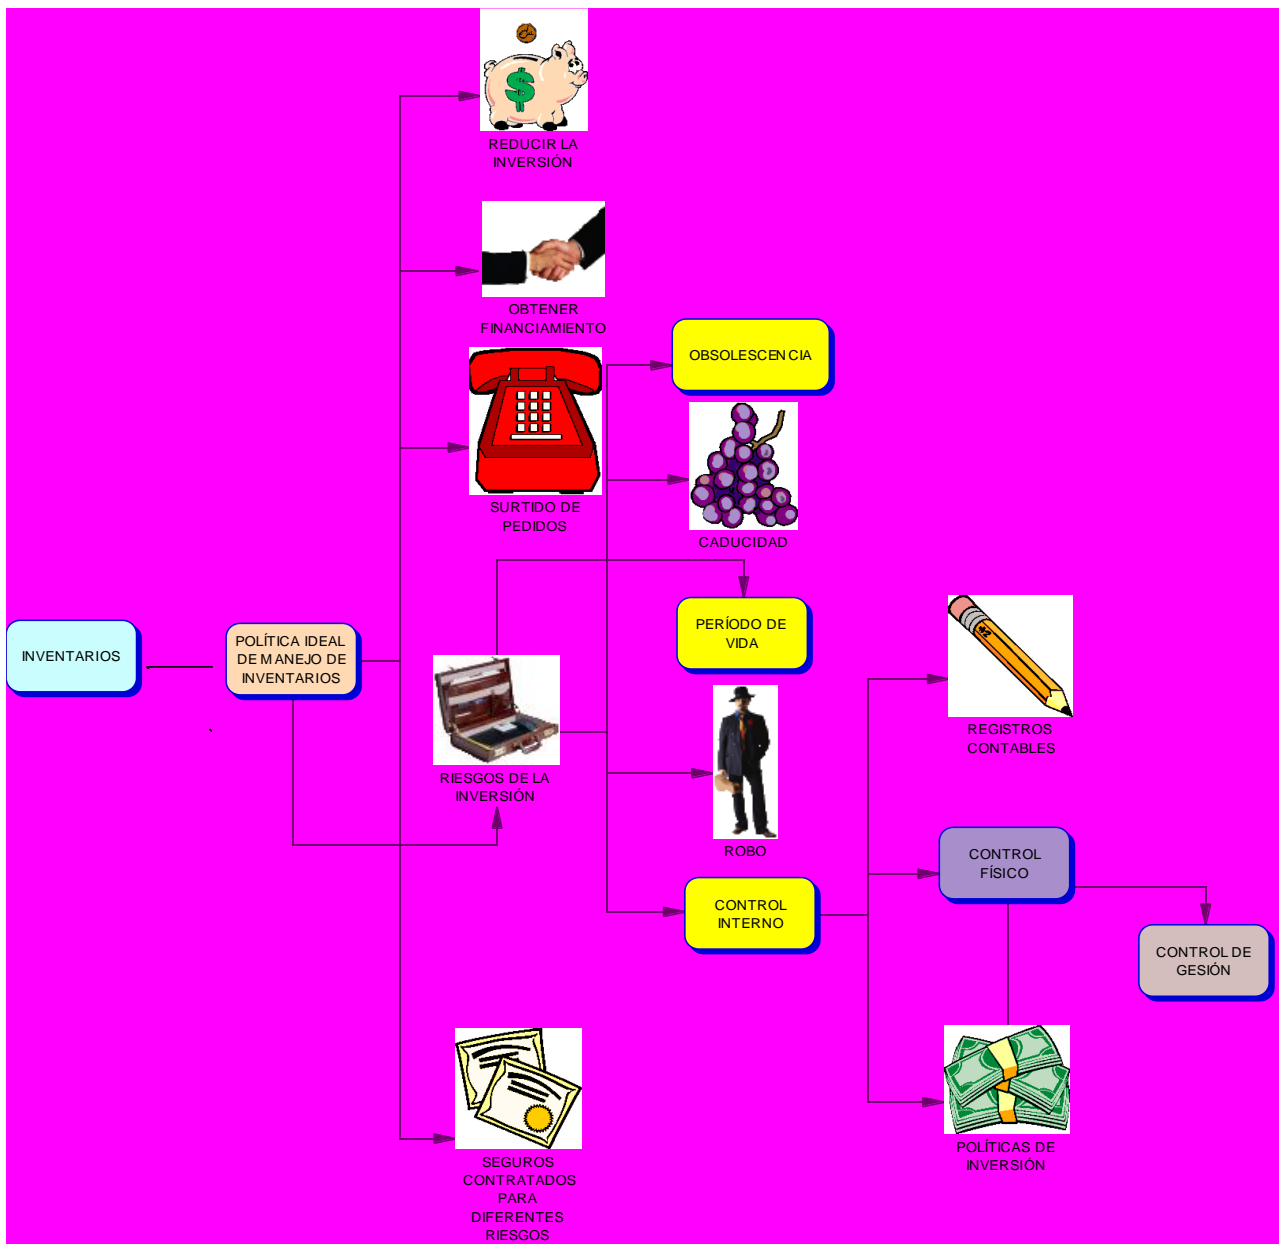 REDUCIR LA
INVERSIÓN
OBTENER
FINANCIAMIENTO
OBSOLESCENCIA
SURTIDO DE
PEDIDOS
CADUCIDAD
INVENTARIOS
POLÍTICA IDEAL
DE MANEJO DE
INVENTARIOS
PERÍODO DE
VIDA
REGISTROS
CONTABLES
RIESGOS DE LA
INVERSIÓN
ROBO
CONTROL
FÍSICO
CONTROL
INTERNO
CONTROL DE
GESIÓN
SEGUROS
CONTRATADOS
PARA
DIFERENTES
RIESGOS
POLÍTICAS DE
INVERSIÓN